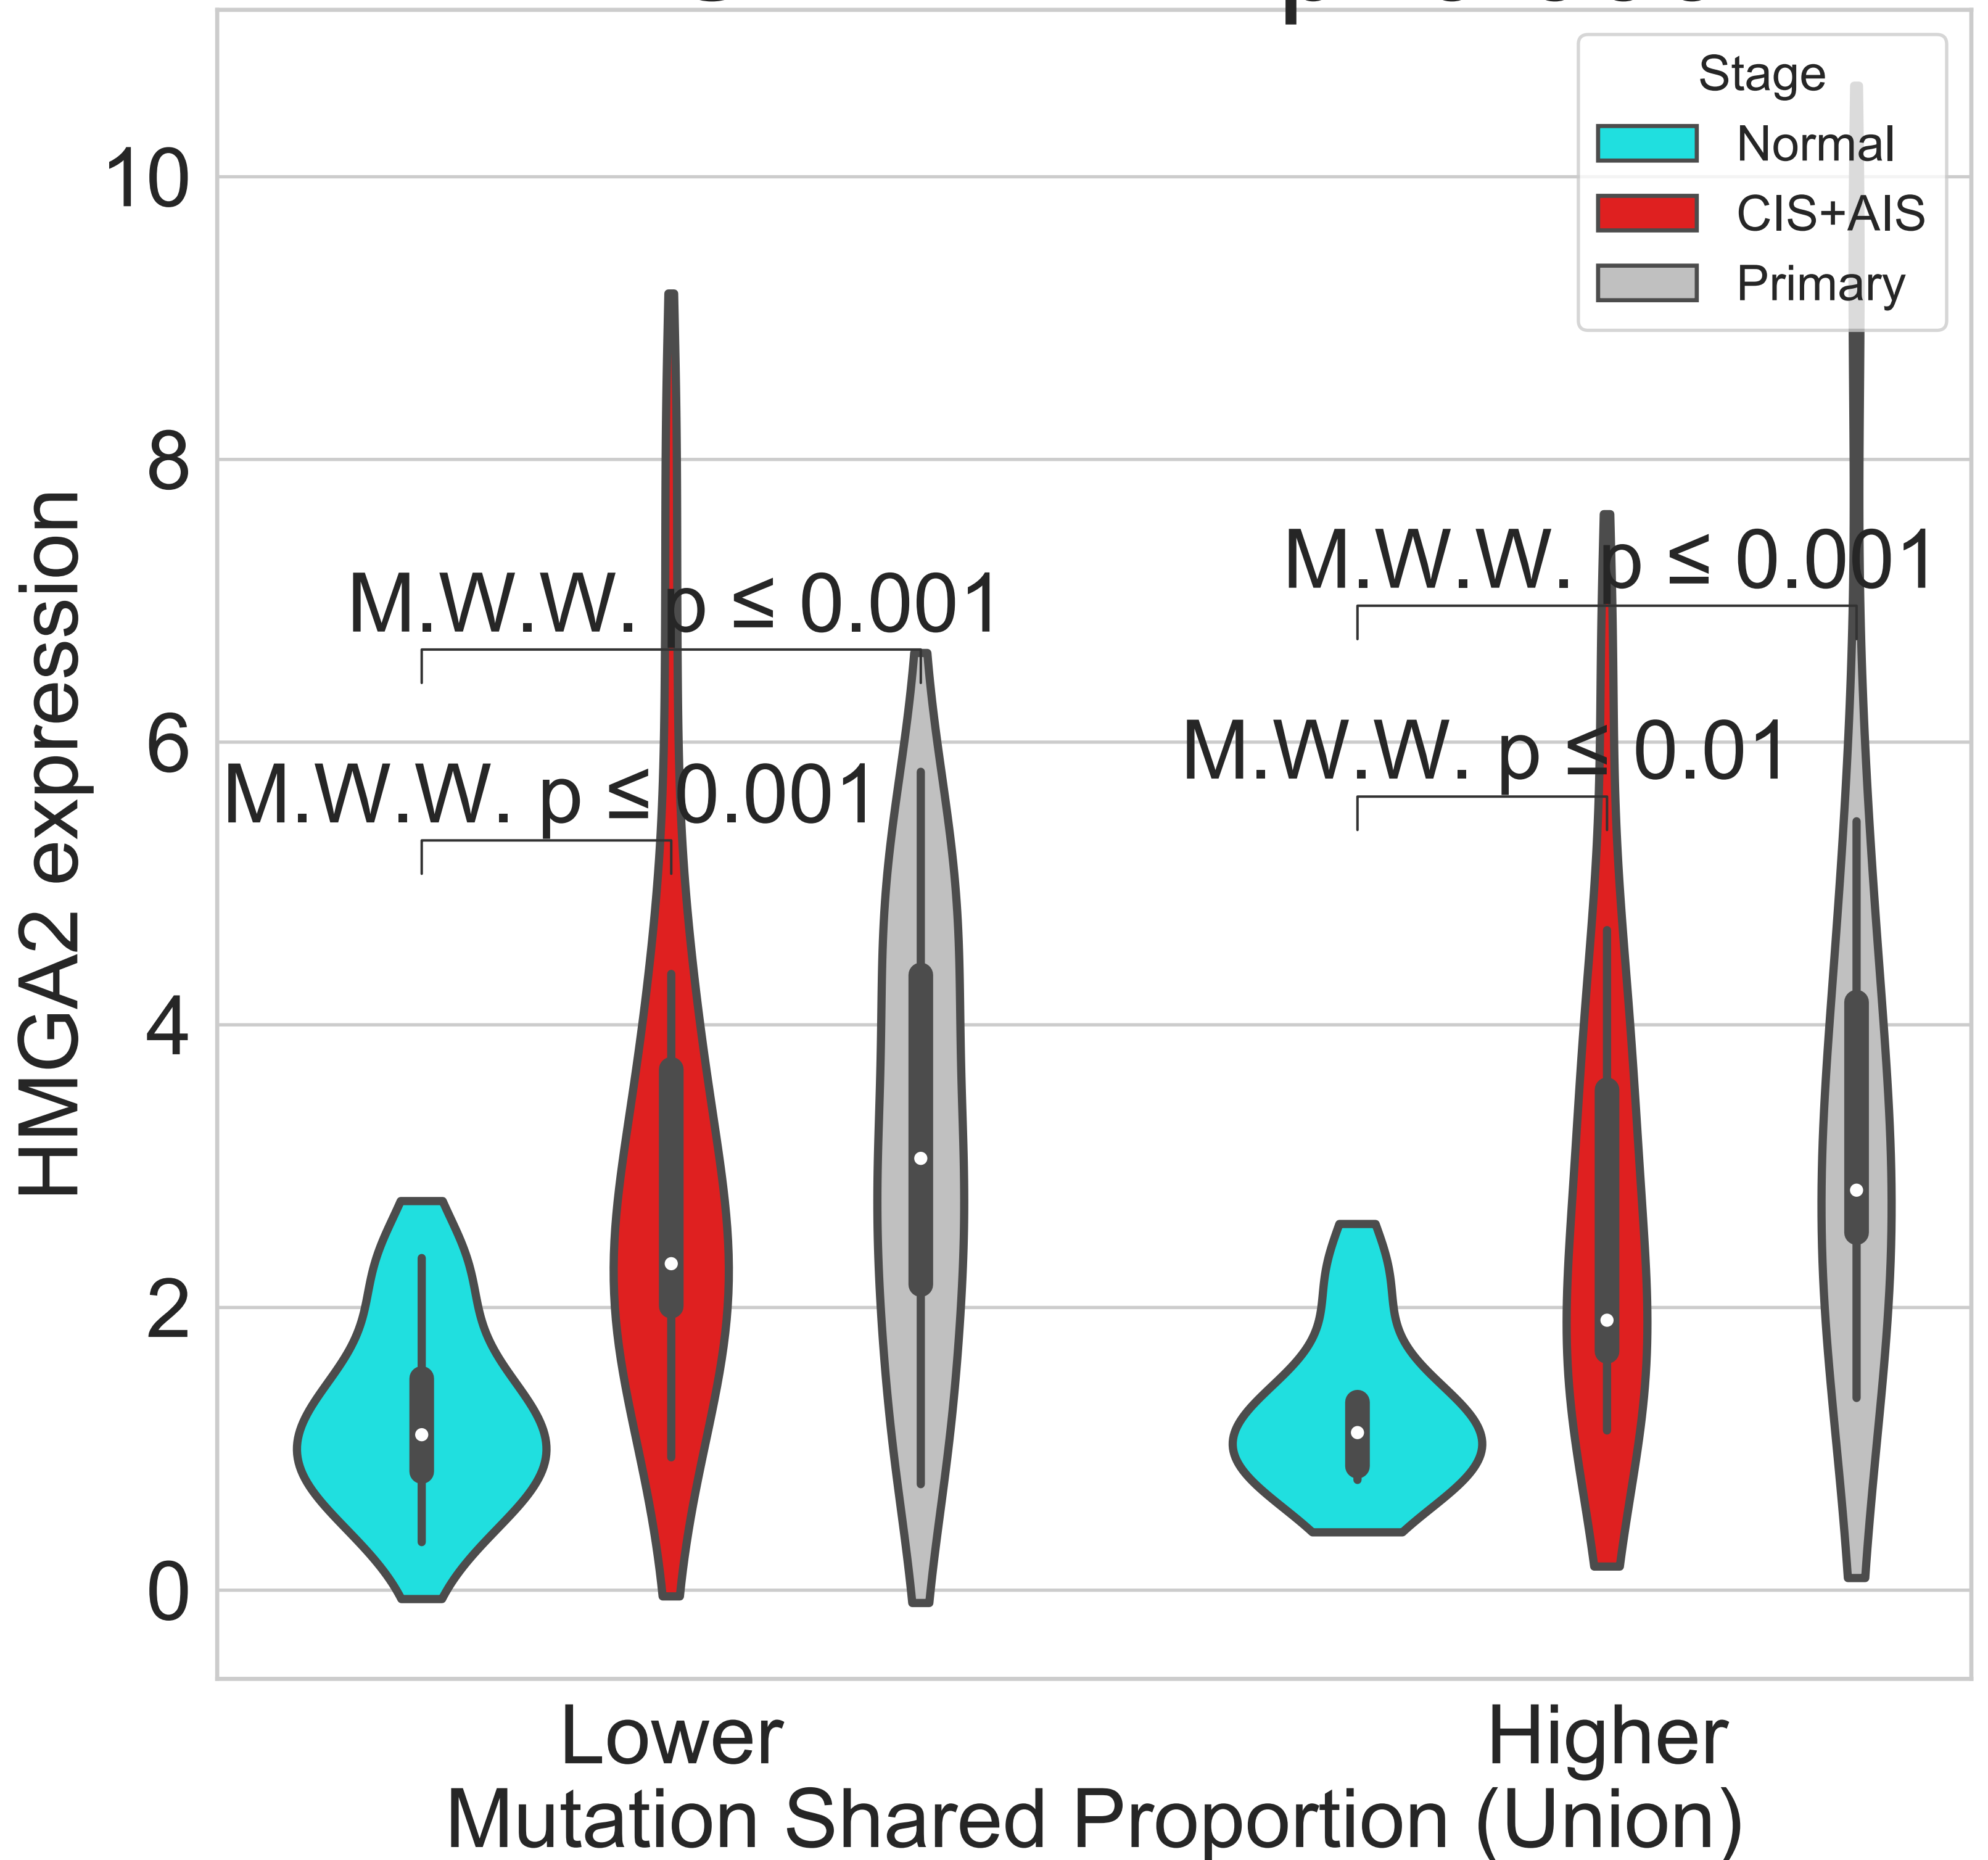 Stage
Normal
CIS+AIS
Primary
10
8
6
4
2
0
HMGA2 expression
M.W.W. p ≤ 0.001
M.W.W. p ≤ 0.001
M.W.W. p ≤ 0.001
M.W.W. p ≤ 0.01
Lower
Higher
Mutation Shared Proportion (Union)